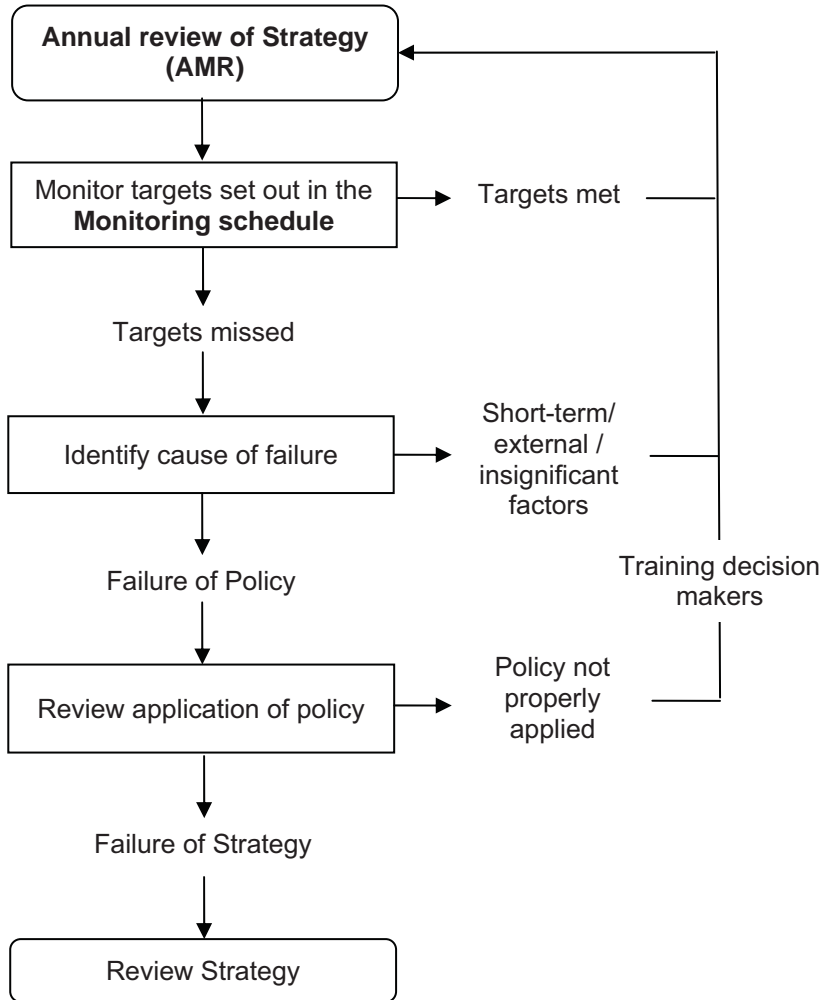 Annual review of Strategy
(AMR)
Monitor targets set out in the
Monitoring schedule
Targets met
Targets missed
Identify cause of failure
Short-term/
external /
insignificant
factors
Failure of Policy
Training decision
makers
Review application of policy
Policy not
properly
applied
Failure of Strategy
Review Strategy